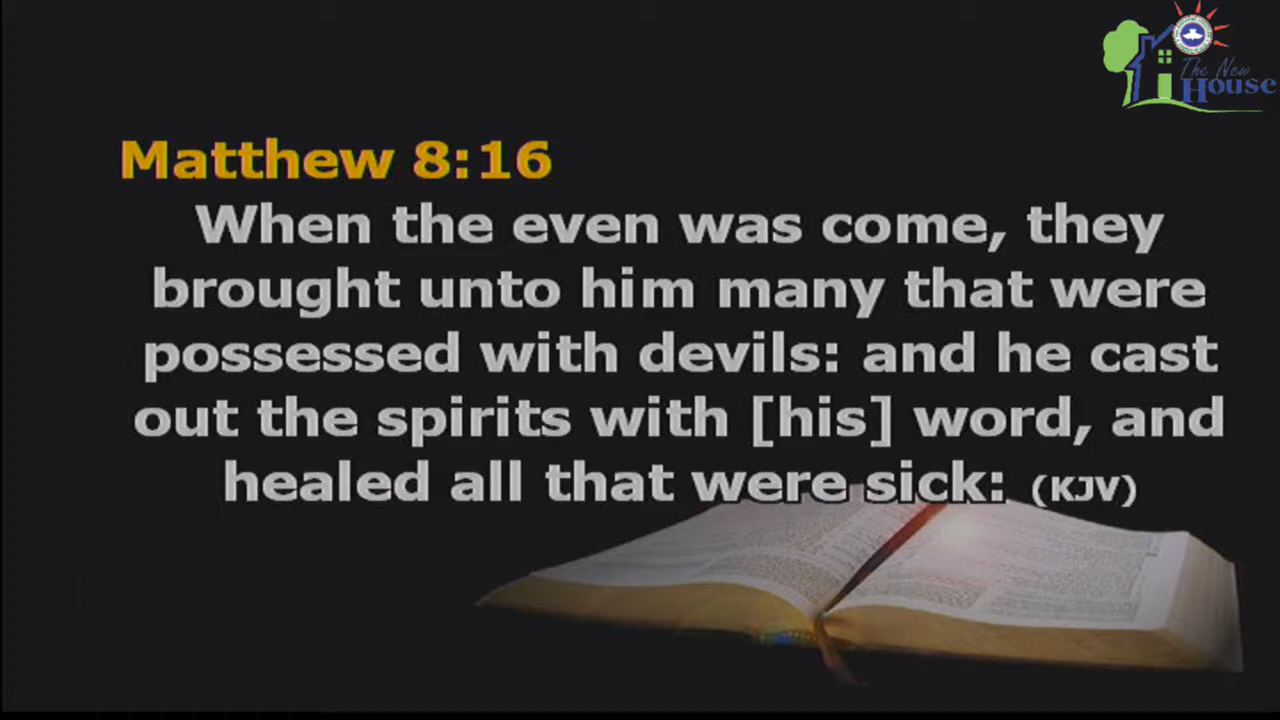 The New
House
Matthew 8:16
When the even was come, they
brought unto him many that were
possessed with devils: and he cast
out the spirits with [his] word, and
healed all that were sick: (KJV)